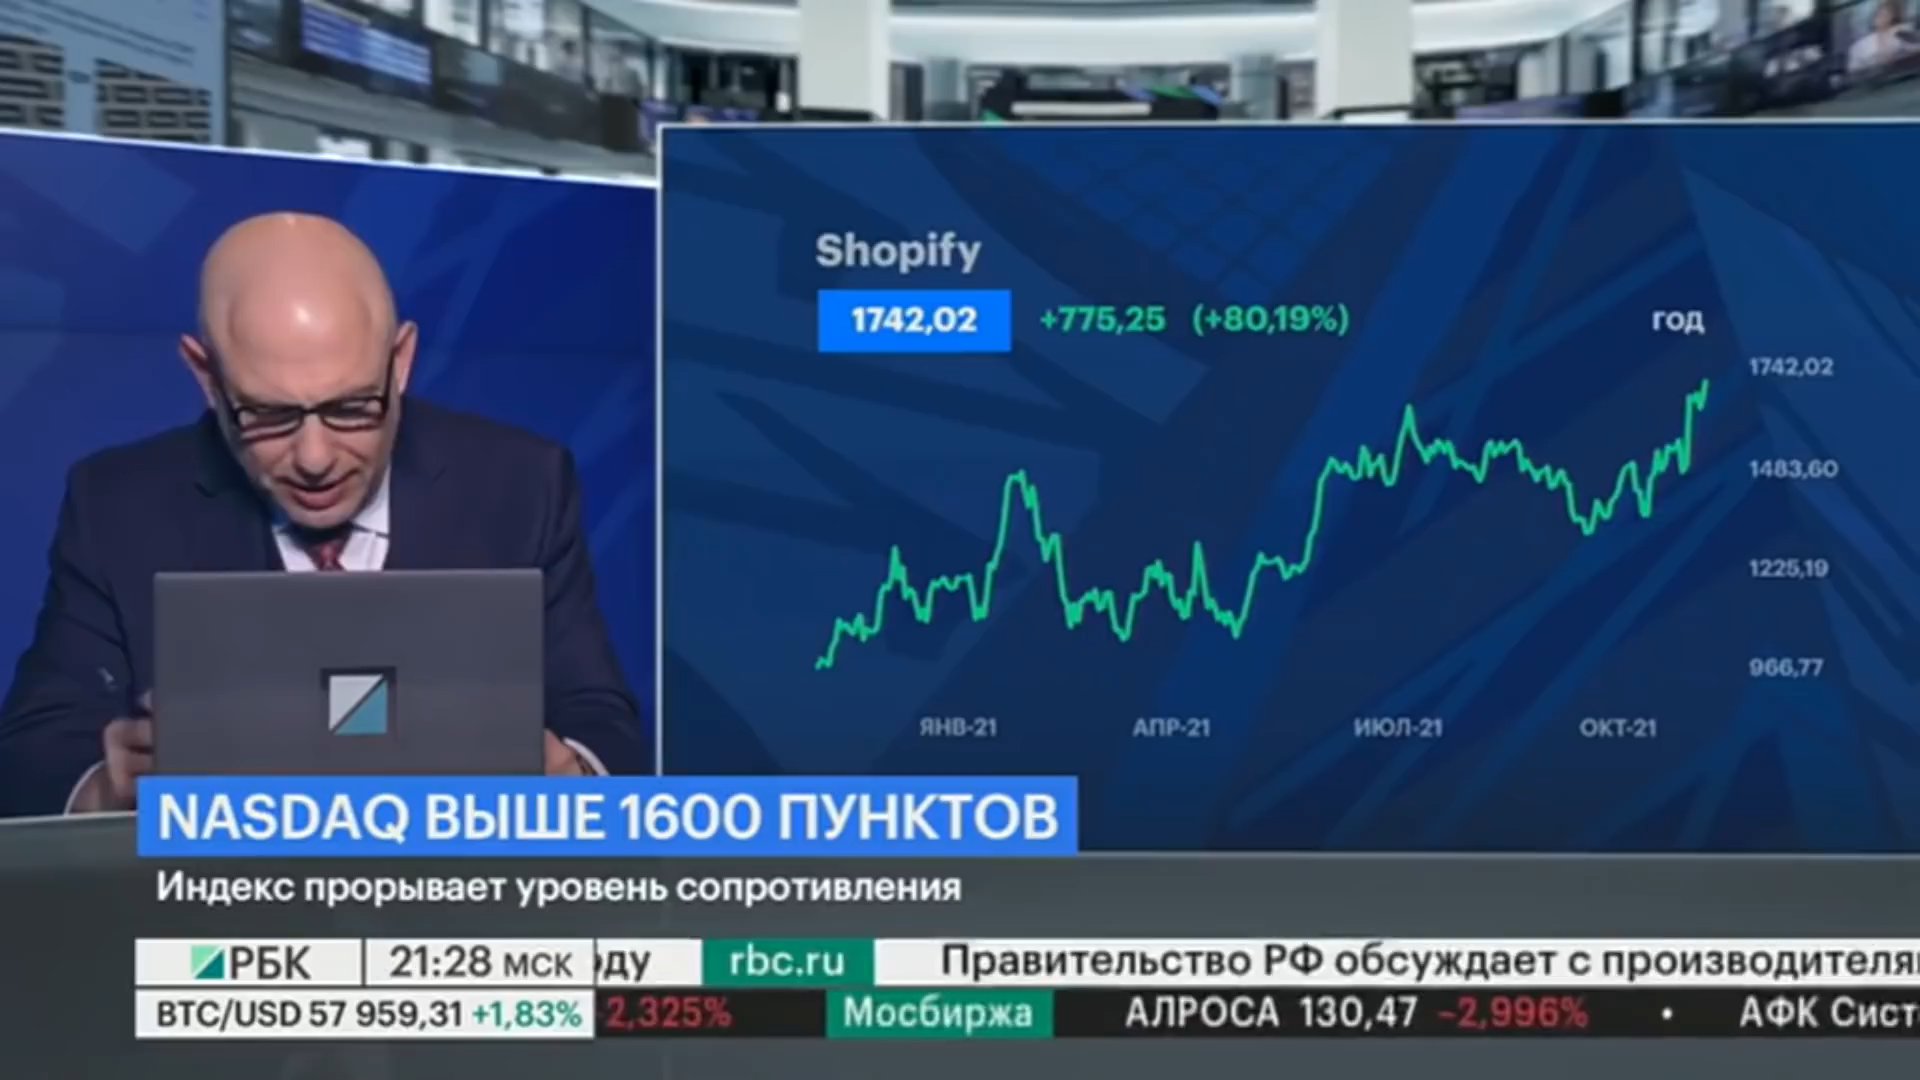 Shopify
1742,02 +775,25 (+80,19%) год
1742,02
1483,60
1225,19
966,77
ЯНВ-21 АПР-21 ИЮЛ-21 ОКТ-21
NASDAQ ВЫШЕ 1600 ПУНКТОВ
Индекс прорывает уровень сопротивления
РБК 21:28 МСК ду rbc.ru Правительство РФ обсуждает с производителя
BTC/USD 57 959,31 +1,83% 2,325% Мосбиржа АЛРОСА 130,47 -2,996% • АФК Сист